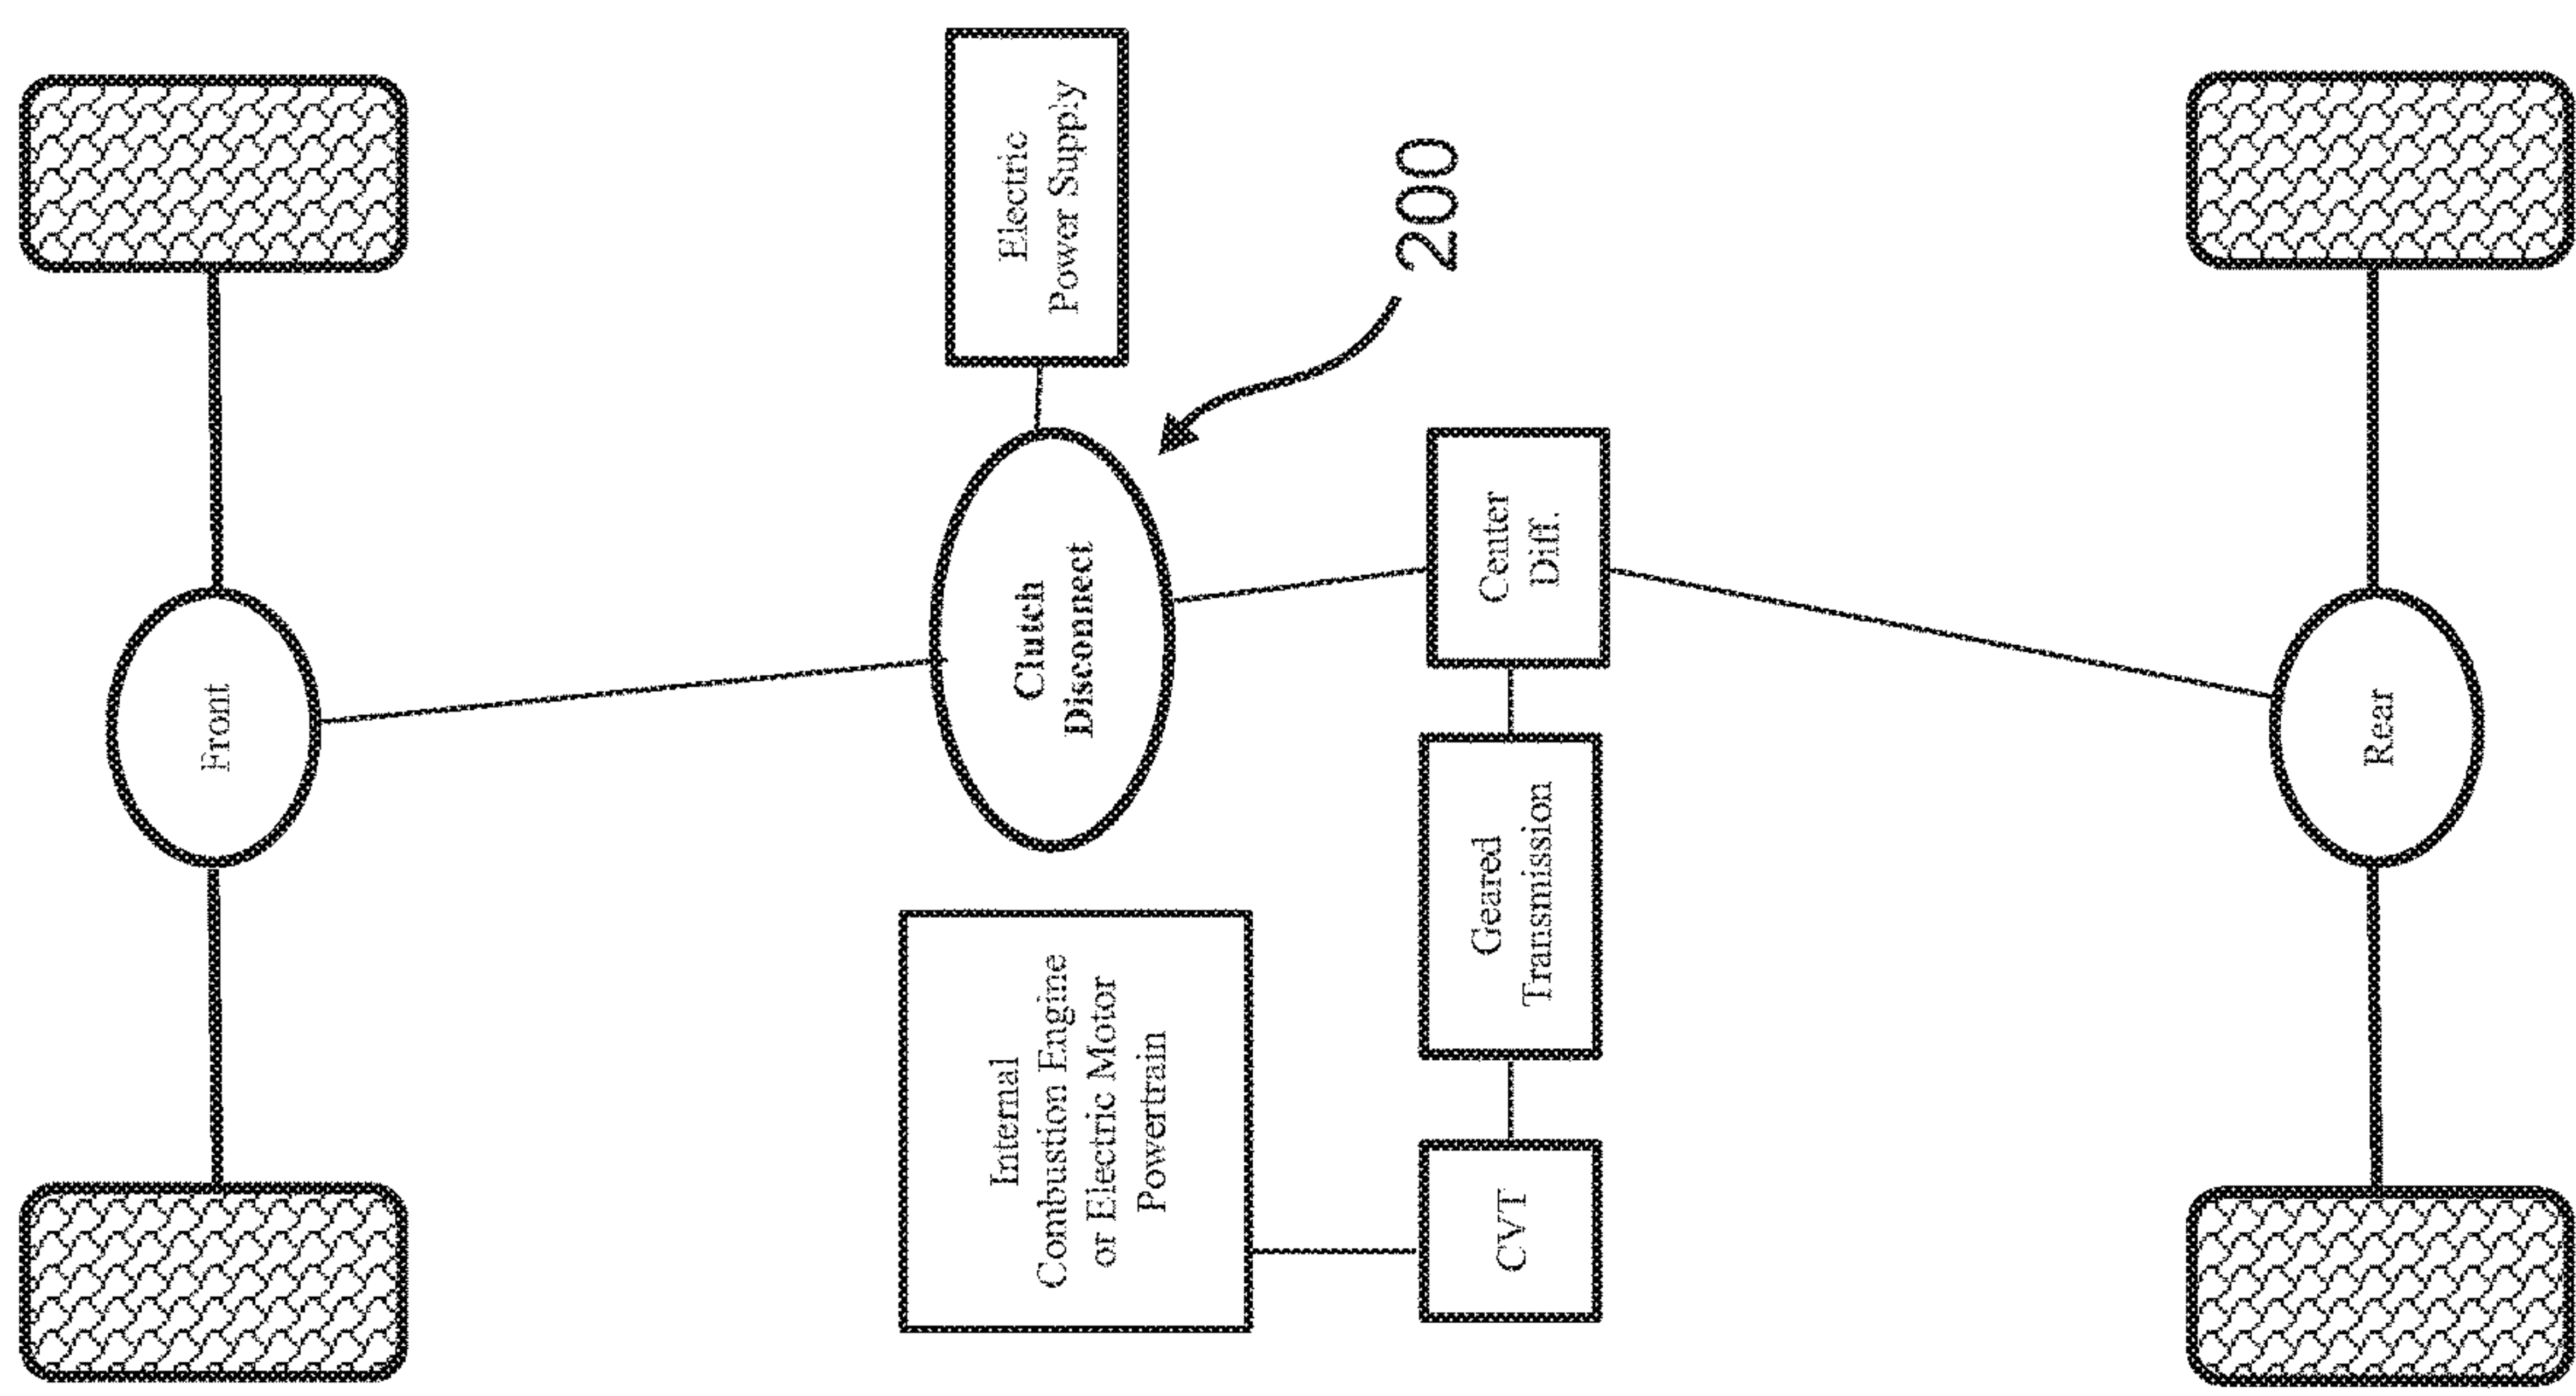 Front
Electric
Power Supply
200
Clutch
Disconnect
Center
Diff.
Geared
Transmission
Internal
Combustion Engine
or Electric Motor
Powertrain
CVT
Rear